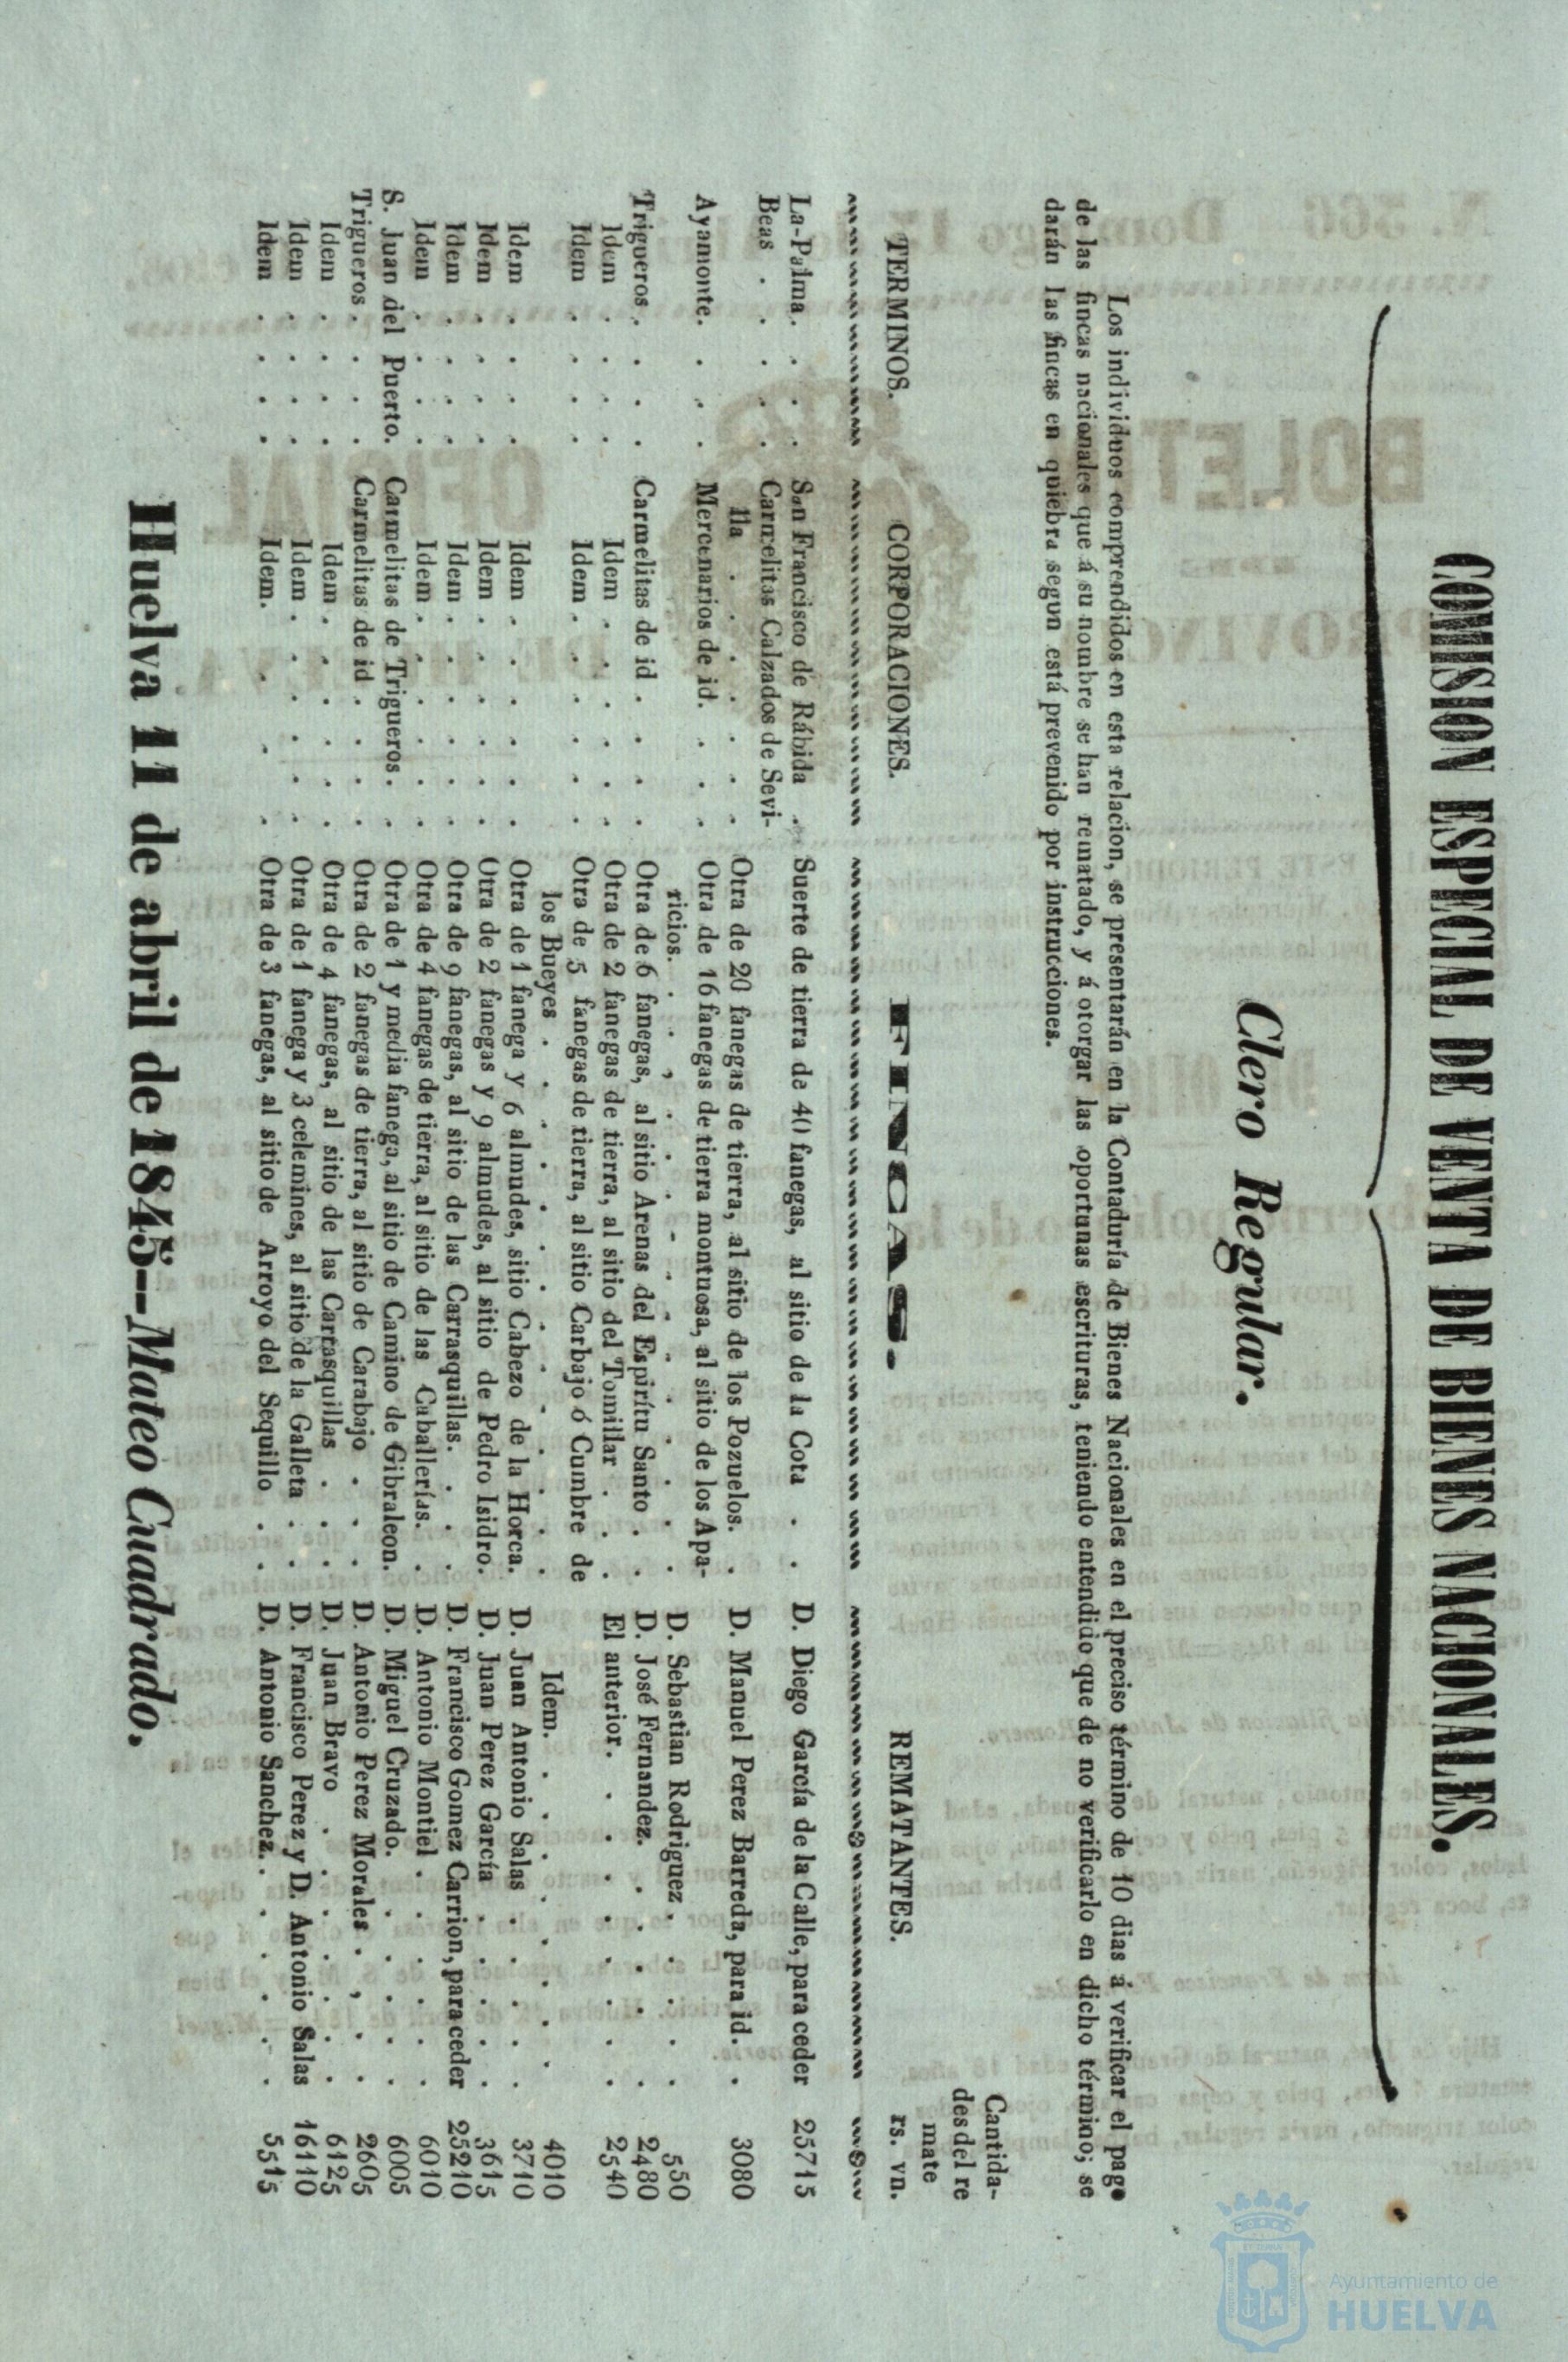 COMISION ESPECIAL DE VENTA DE BIENES NACIONALES.
Clero Regular.
Los individuos comprendidos en esta relacion, se presentarán en la Contaduría de Bienes Nacionales en el preciso término de 10 dias á verificar el pago
de las fincas nacionales que á su nombre se han rematado, y á otorgar las oportunas escrituras, teniendo entendido que de no verificarlo en dicho término; se
darán las fincas en quiebra segun está prevenido por instrucciones.
Cantida-
des del re
mate
TERMINOS. CORPORACIONES. FINCAS. REMATANTES. rs. vn.
La-Palma. . . San Francisco de Rábida . Suerte de tierra de 40 fanegas, al sitio de la Cota . . D. Diego García de la Calle, para ceder 25715
Beas . . . . Carmelitas Calzados de Sevi-
lla . . . . . Otra de 20 fanegas de tierra, al sitio de los Pozuelos. . D. Manuel Perez Barreda, para id. . 3080
Ayamonte. . . . Mercenarios de id. . . . Otra de 16 fanegas de tierra montuosa, al sitio de los Apa-
ricios. . . , . . . - . . . . . . . D. Sebastian Rodriguez . . . . . 550
Trigueros . . . . Carmelitas de id . . . . Otra de 6 fanegas, al sitio Arenas del Espíritu Santo . . D. José Fernandez. . . . . . 2480
Idem . . . . Idem . . . . . Otra de 2 fanegas de tierra, al sitio del Tomillar . . . El anterior. . . . . . . . 2540
Idem . . . . Idem . . . . . Otra de 5 fanegas de tierra, al sitio Carbajo ó Cumbre de
los Bueyes . . . . . . . . . . . . . . Idem. . . . . . . . 4010
Idem . . . . Idem . . . . . Otra de 1 fanega y 6 almudes, sitio Cabezo de la Horca. D. Juan Antonio Salas . . . . . 3710
Idem . . . . Idem . . . . . Otra de 2 fanegas y 9 almudes, al sitio de Pedro Isidro. D. Juan Perez García . . . . . 3615
Idem . . . . Idem . . . . . Otra de 9 fanegas, al sitio de las Carrasquillas. . . . D. Francisco Gomez Carrion, para ceder 25210
Idem . . . . Idem . . . . . Otra de 4 fanegas de tierra, al sitio de las Caballerías. . D. Antonio Montiel . . . . . . 6010
S. Juan del Puerto. Carmelitas de Trigueros . . Otra de 1 y media fanega, al sitio de Camino de Gibraleon. D. Miguel Cruzado. . . . . . 6005
Trigueros . . . . Carmelitas de id . . . . Otra de 2 fanegas de tierra, al sitio de Carabajo . . . D. Antonio Perez Morales . . , . . 2605
Idem . . . . Idem . . . . . Otra de 4 fanegas, al sitio de las Carrasquillas . . . D. Juan Bravo . . . . . . . 6125
Idem . . . . Idem . . . . . Otra de 1 fanega y 3 celemines, al sitio de la Galleta . . D. Francisco Perez y D. Antonio Salas 16110
Idem . . . . Idem. . . . . Otra de 3 fanegas, al sitio de Arroyo del Sequillo . . D. Antonio Sanchez. . . . . . 5515
Huelva 11 de abril de 1845--Mateo Cuadrado.
Ayuntamiento de
HUELVA